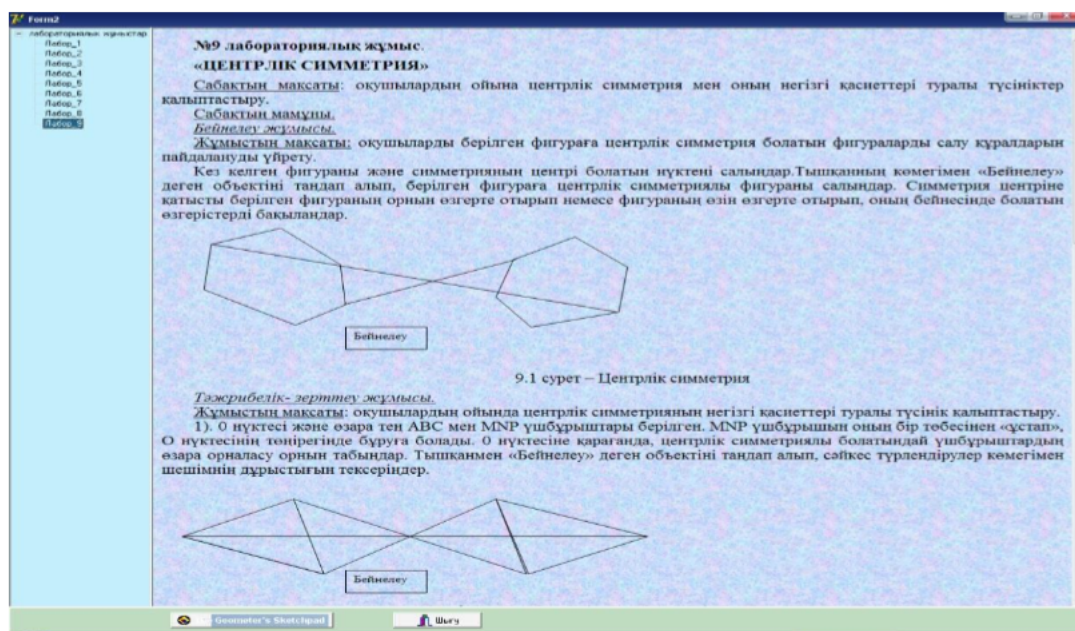 Form2
лабораториялық жұмыстар
Лабор_1
Лабор_2
Лабор_3
Лабор_4
Лабор_5
Лабор_6
Лабор_7
Лабор_8
Лабор_9
№9 лабораториялық жұмыс.
«ЦЕНТРЛІК СИММЕТРИЯ»
Сабақтың мақсаты: оқушылардың ойына центрлік симметрия мен оның негізгі қасиеттері туралы түсініктер
қалыптастыру.
Сабақтың мамұны.
Бейнелеу жұмысы.
Жұмыстың мақсаты: оқушыларды берілген фигураға центрлік симметрия болатын фигураларды салу құралдарын
пайдалануды үйрету.
Кез келген фигураны және симметрияның центрі болатын нүктені салыңдар.Тышқанның көмегімен «Бейнелеу»
деген объектіні таңдап алып, берілген фигураға центрлік симметриялы фигураны салыңдар. Симметрия центріне
қатысты берілген фигураның орнын өзгерте отырып немесе фигураның өзін өзгерте отырып, оның бейнесінде болатын
өзгерістерді бақылаңдар.
Бейнелеу
9.1 сурет – Центрлік симметрия
Тәжрибелік- зерттеу жұмысы.
Жұмыстың мақсаты: оқушылардың ойында центрлік симметрияның негізгі қасиеттері туралы түсінік қалыптастыру.
1). 0 нүктесі және өзара тең АВС мен MNP үшбұрыштары берілген. MNP үшбұрышын оның бір төбесінен «ұстап»,
О нүктесінің төңірегінде бұруға болады. 0 нүктесіне қарағанда, центрлік симметриялы болатындай үшбұрыштардың
өзара орналасу орнын табыңдар. Тышқанмен «Бейнелеу» деген объектіні таңдап алып, сәйкес түрлендірулер көмегімен
шешімнің дұрыстығын тексеріңдер.
Бейнелеу
Geometer's Sketchpad
Шығу